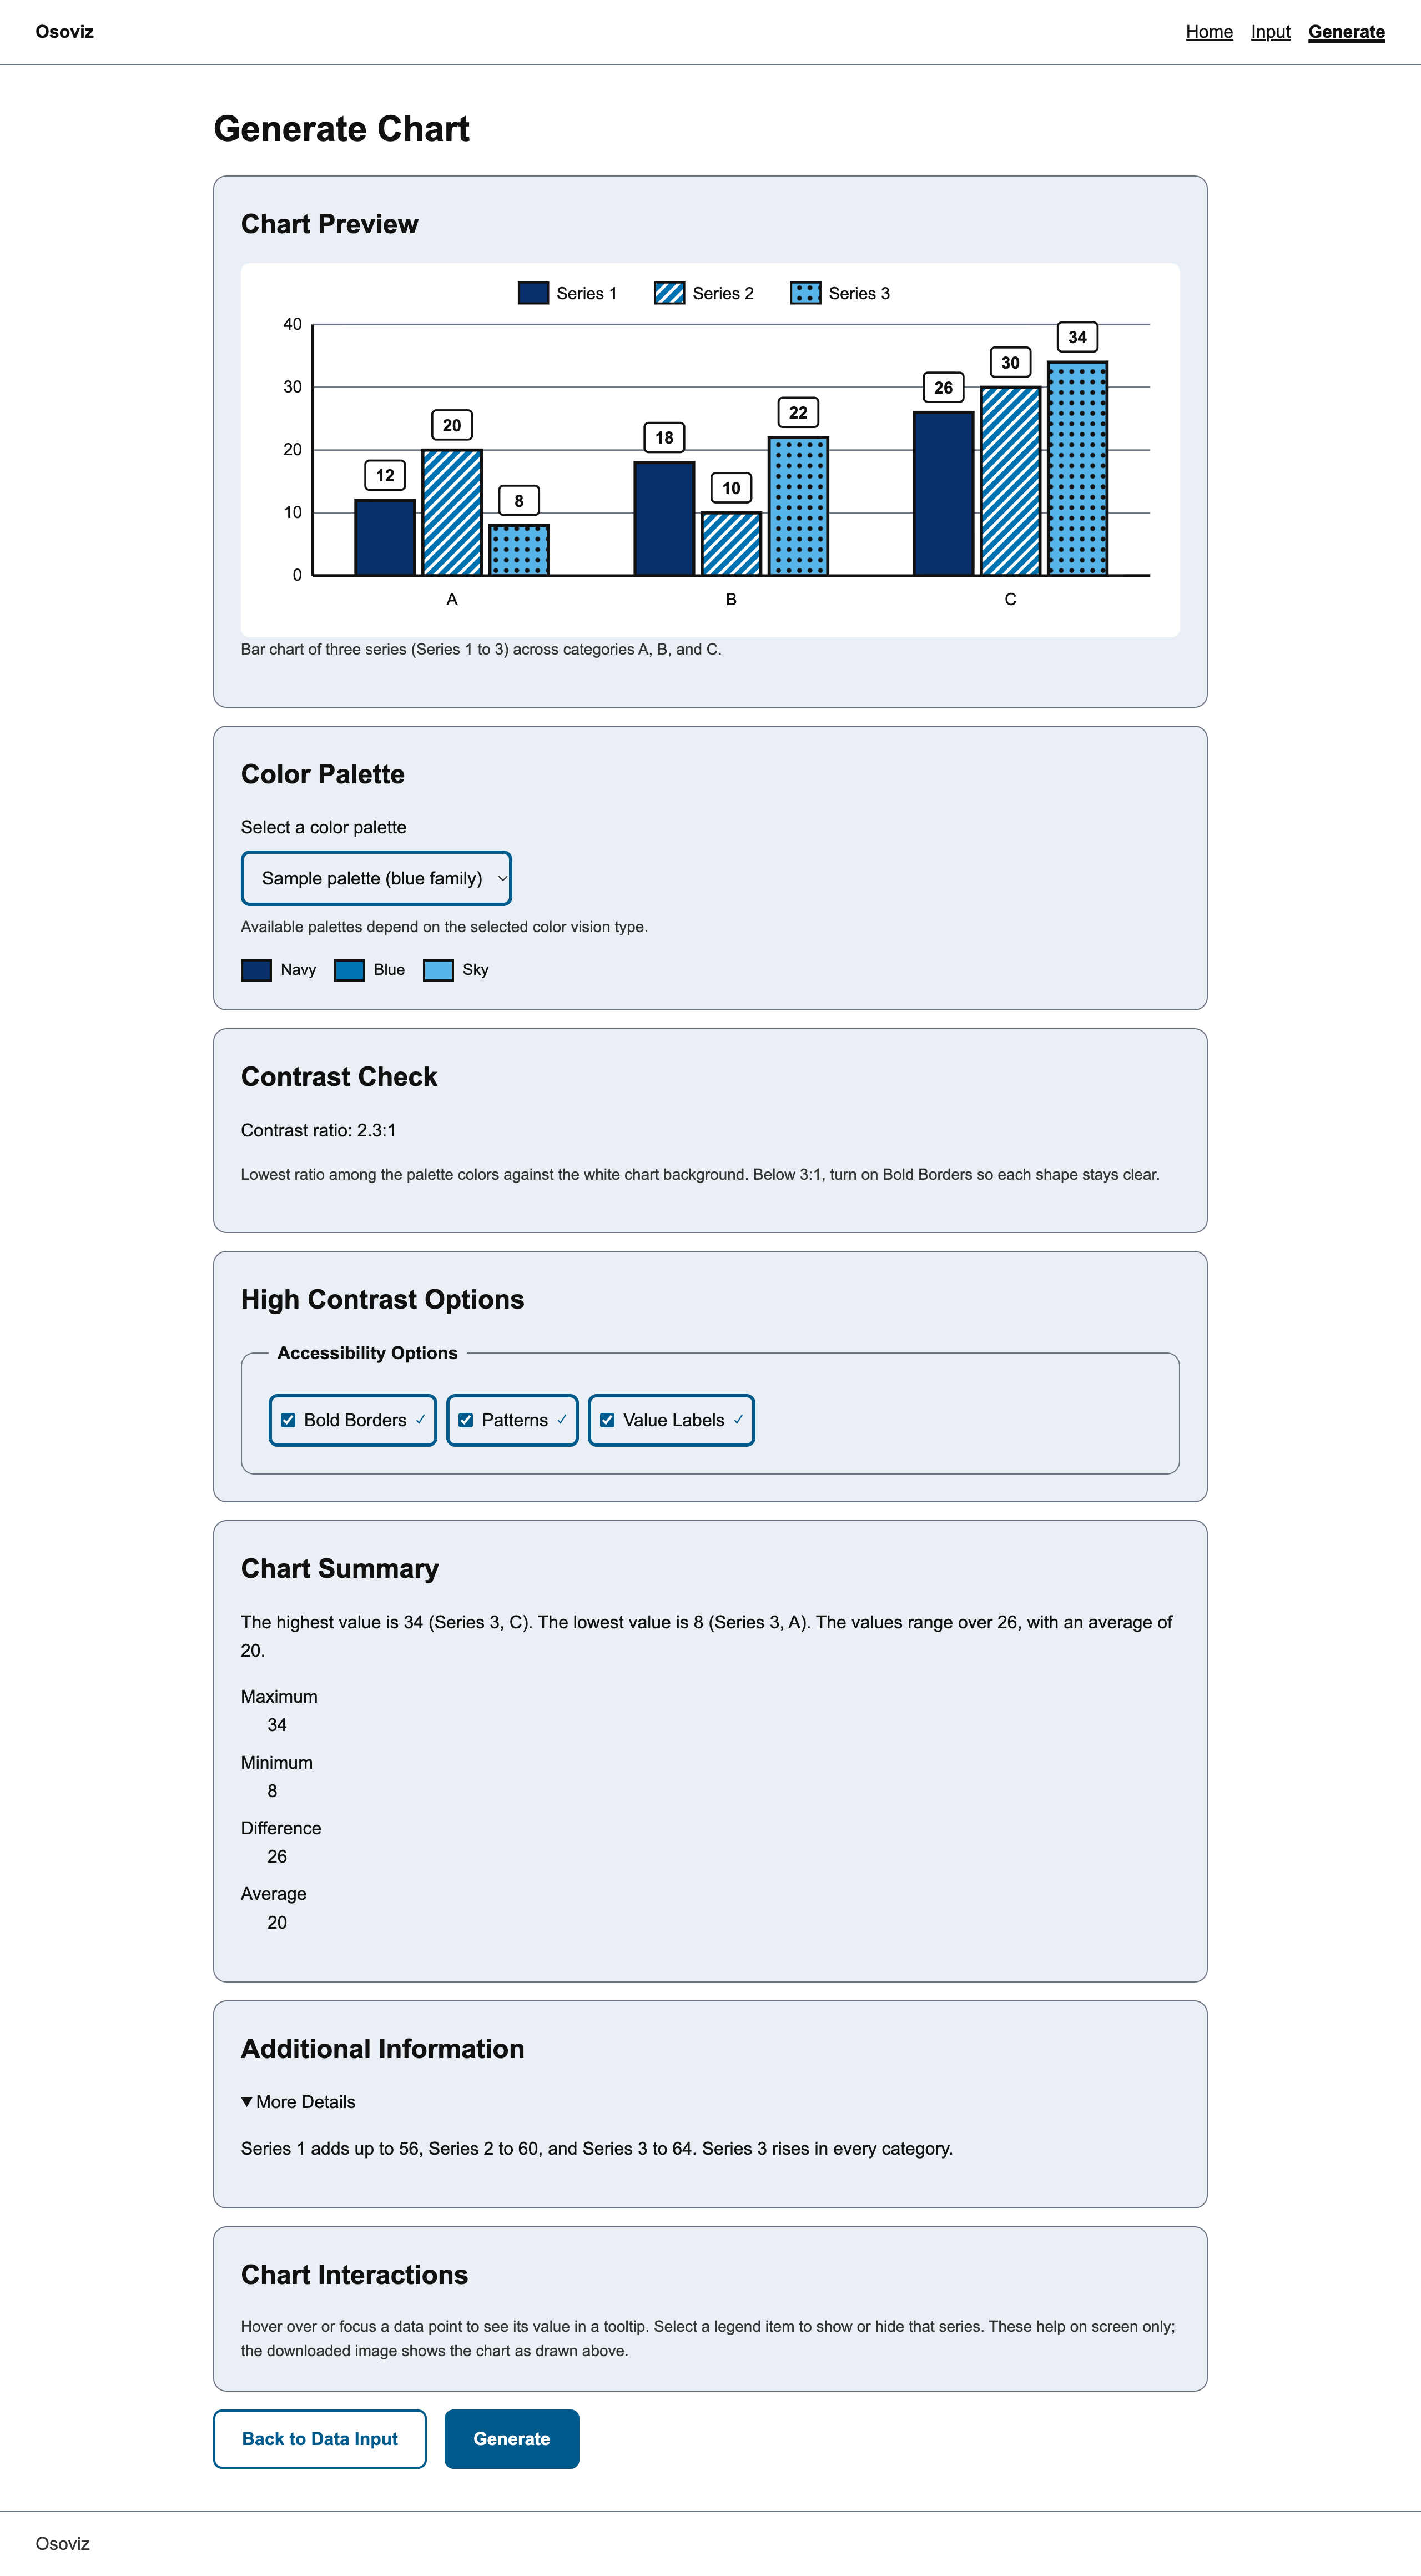 Osoviz
Home Input Generate
Generate Chart
Chart Preview
Series 1 Series 2 Series 3
40
30
20
10
0
12
20
8
18
10
22
26
30
34
A B C
Bar chart of three series (Series 1 to 3) across categories A, B, and C.
Color Palette
Select a color palette
Sample palette (blue family)
Available palettes depend on the selected color vision type.
Navy Blue Sky
Contrast Check
Contrast ratio: 2.3:1
Lowest ratio among the palette colors against the white chart background. Below 3:1, turn on Bold Borders so each shape stays clear.
High Contrast Options
Accessibility Options
Bold Borders ✓ Patterns ✓ Value Labels ✓
Chart Summary
The highest value is 34 (Series 3, C). The lowest value is 8 (Series 3, A). The values range over 26, with an average of
20.
Maximum
34
Minimum
8
Difference
26
Average
20
Additional Information
▼ More Details
Series 1 adds up to 56, Series 2 to 60, and Series 3 to 64. Series 3 rises in every category.
Chart Interactions
Hover over or focus a data point to see its value in a tooltip. Select a legend item to show or hide that series. These help on screen only;
the downloaded image shows the chart as drawn above.
Back to Data Input Generate
Osoviz